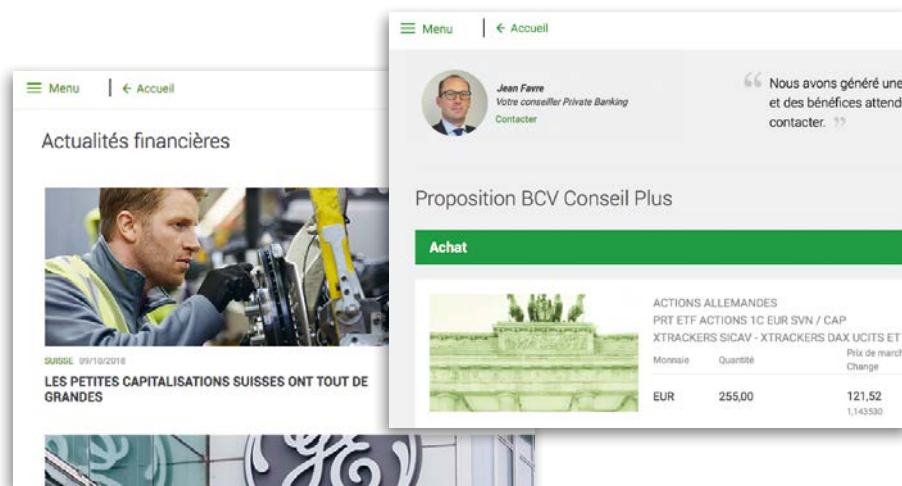 Menu
← Accueil
Actualités financières
SUISSE 09/10/2018
LES PETITES CAPITALISATIONS SUISSES ONT TOUT DE
GRANDES
Menu
← Accueil
Jean Favre
Votre conseiller Private Banking
Contacter
“ Nous avons généré une
et des bénéfices attend
contacter. ”
Proposition BCV Conseil Plus
Achat
ACTIONS ALLEMANDES
PRT ETF ACTIONS 1C EUR SVN / CAP
XTRACKERS SICAV - XTRACKERS DAX UCITS ET
Monnaie Quantité Prix de march
Change
EUR 255,00 121,52
1,143530